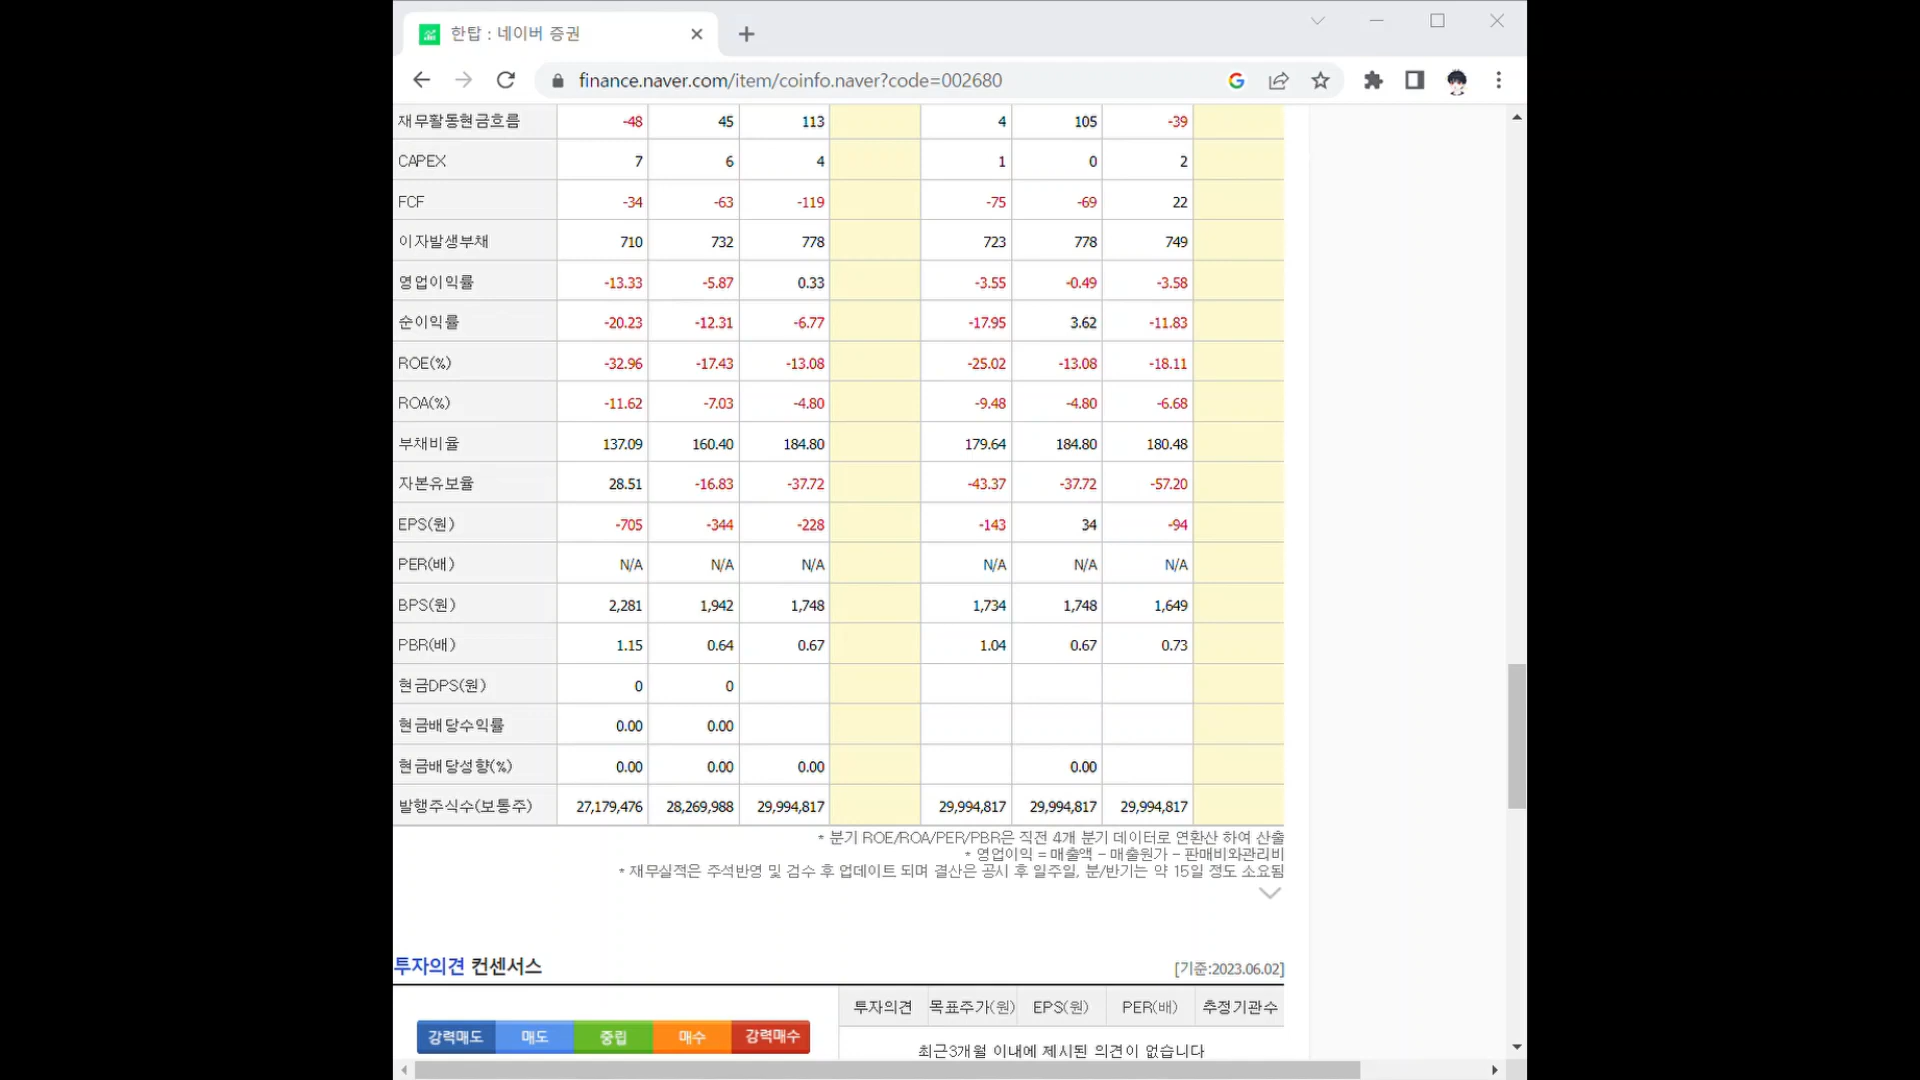 한탑 : 네이버 증권
finance.naver.com/item/coinfo.naver?code=002680
재무활동현금흐름 -48 45 113 4 105 -39
CAPEX 7 6 4 1 0 2
FCF -34 -63 -119 -75 -69 22
이자발생부채 710 732 778 723 778 749
영업이익률 -13.33 -5.87 0.33 -3.55 -0.49 -3.58
순이익률 -20.23 -12.31 -6.77 -17.95 3.62 -11.83
ROE(%) -32.96 -17.43 -13.08 -25.02 -13.08 -18.11
ROA(%) -11.62 -7.03 -4.80 -9.48 -4.80 -6.68
부채비율 137.09 160.40 184.80 179.64 184.80 180.48
자본유보율 28.51 -16.83 -37.72 -43.37 -37.72 -57.20
EPS(원) -705 -344 -228 -143 34 -94
PER(배) N/A N/A N/A N/A N/A N/A
BPS(원) 2,281 1,942 1,748 1,734 1,748 1,649
PBR(배) 1.15 0.64 0.67 1.04 0.67 0.73
현금DPS(원) 0 0
현금배당수익률 0.00 0.00
현금배당성향(%) 0.00 0.00 0.00 0.00
발행주식수(보통주) 27,179,476 28,269,988 29,994,817 29,994,817 29,994,817 29,994,817
* 분기 ROE/ROA/PER/PBR은 직전 4개 분기 데이터로 연환산 하여 산출
* 영업이익 = 매출액 - 매출원가 - 판매비와관리비
* 재무실적은 주석반영 및 검수 후 업데이트 되며 결산은 공시 후 일주일, 분/반기는 약 15일 정도 소요됨
투자의견 컨센서스 [기준:2023.06.02]
투자의견 목표주가(원) EPS(원) PER(배) 추정기관수
강력매도 매도 중립 매수 강력매수
최근3개월 이내에 제시된 의견이 없습니다